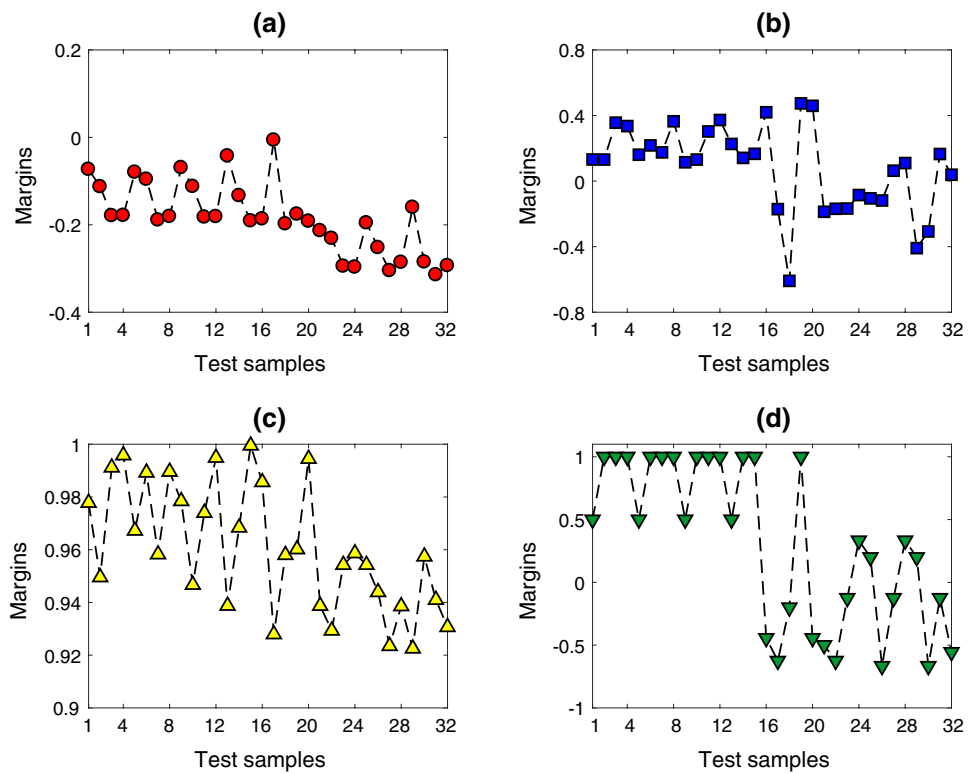 (a)
0.2
0
-0.2
-0.4
Margins
1 4 8 12 16 20 24 28 32
Test samples
(b)
0.8
0.4
0
-0.4
-0.8
Margins
1 4 8 12 16 20 24 28 32
Test samples
(c)
1
0.98
0.96
0.94
0.92
0.9
Margins
1 4 8 12 16 20 24 28 32
Test samples
(d)
1
0.5
0
-0.5
-1
Margins
1 4 8 12 16 20 24 28 32
Test samples